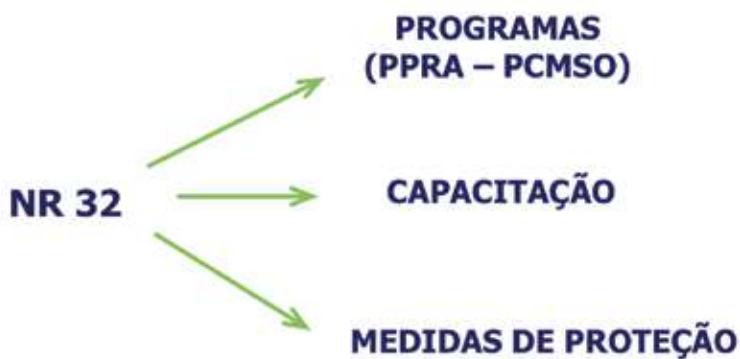 PROGRAMAS
(PPRA – PCMSO)
NR 32
CAPACITAÇÃO
MEDIDAS DE PROTEÇÃO